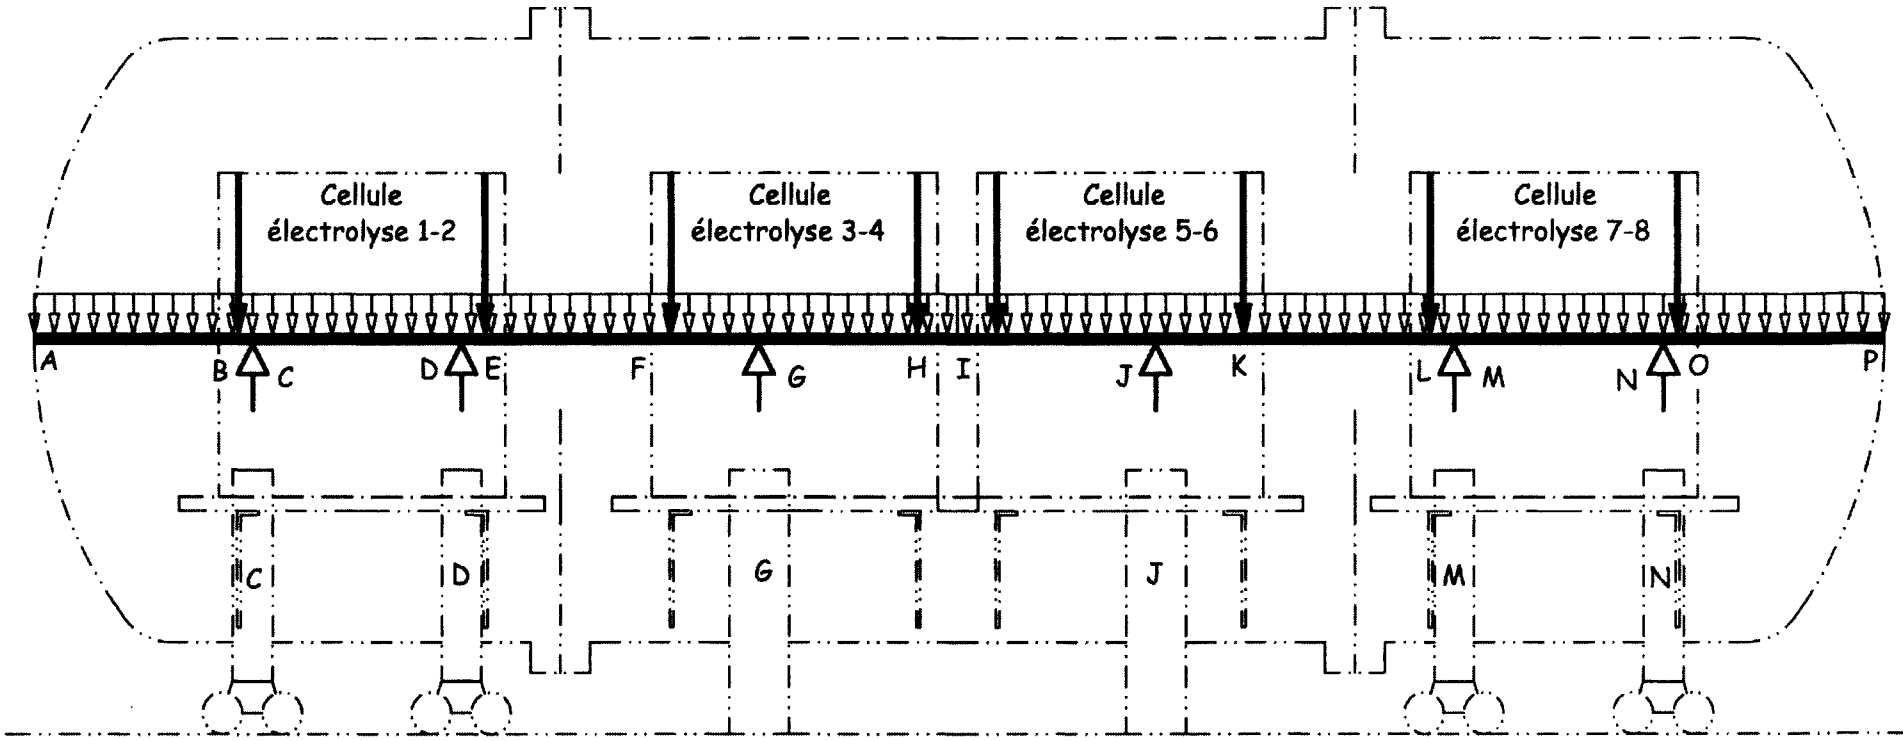 Cellule
électrolyse 1-2
Cellule
électrolyse 3-4
Cellule
électrolyse 5-6
Cellule
électrolyse 7-8
A B C D E F G H I J K L M N O P
C D G J M N